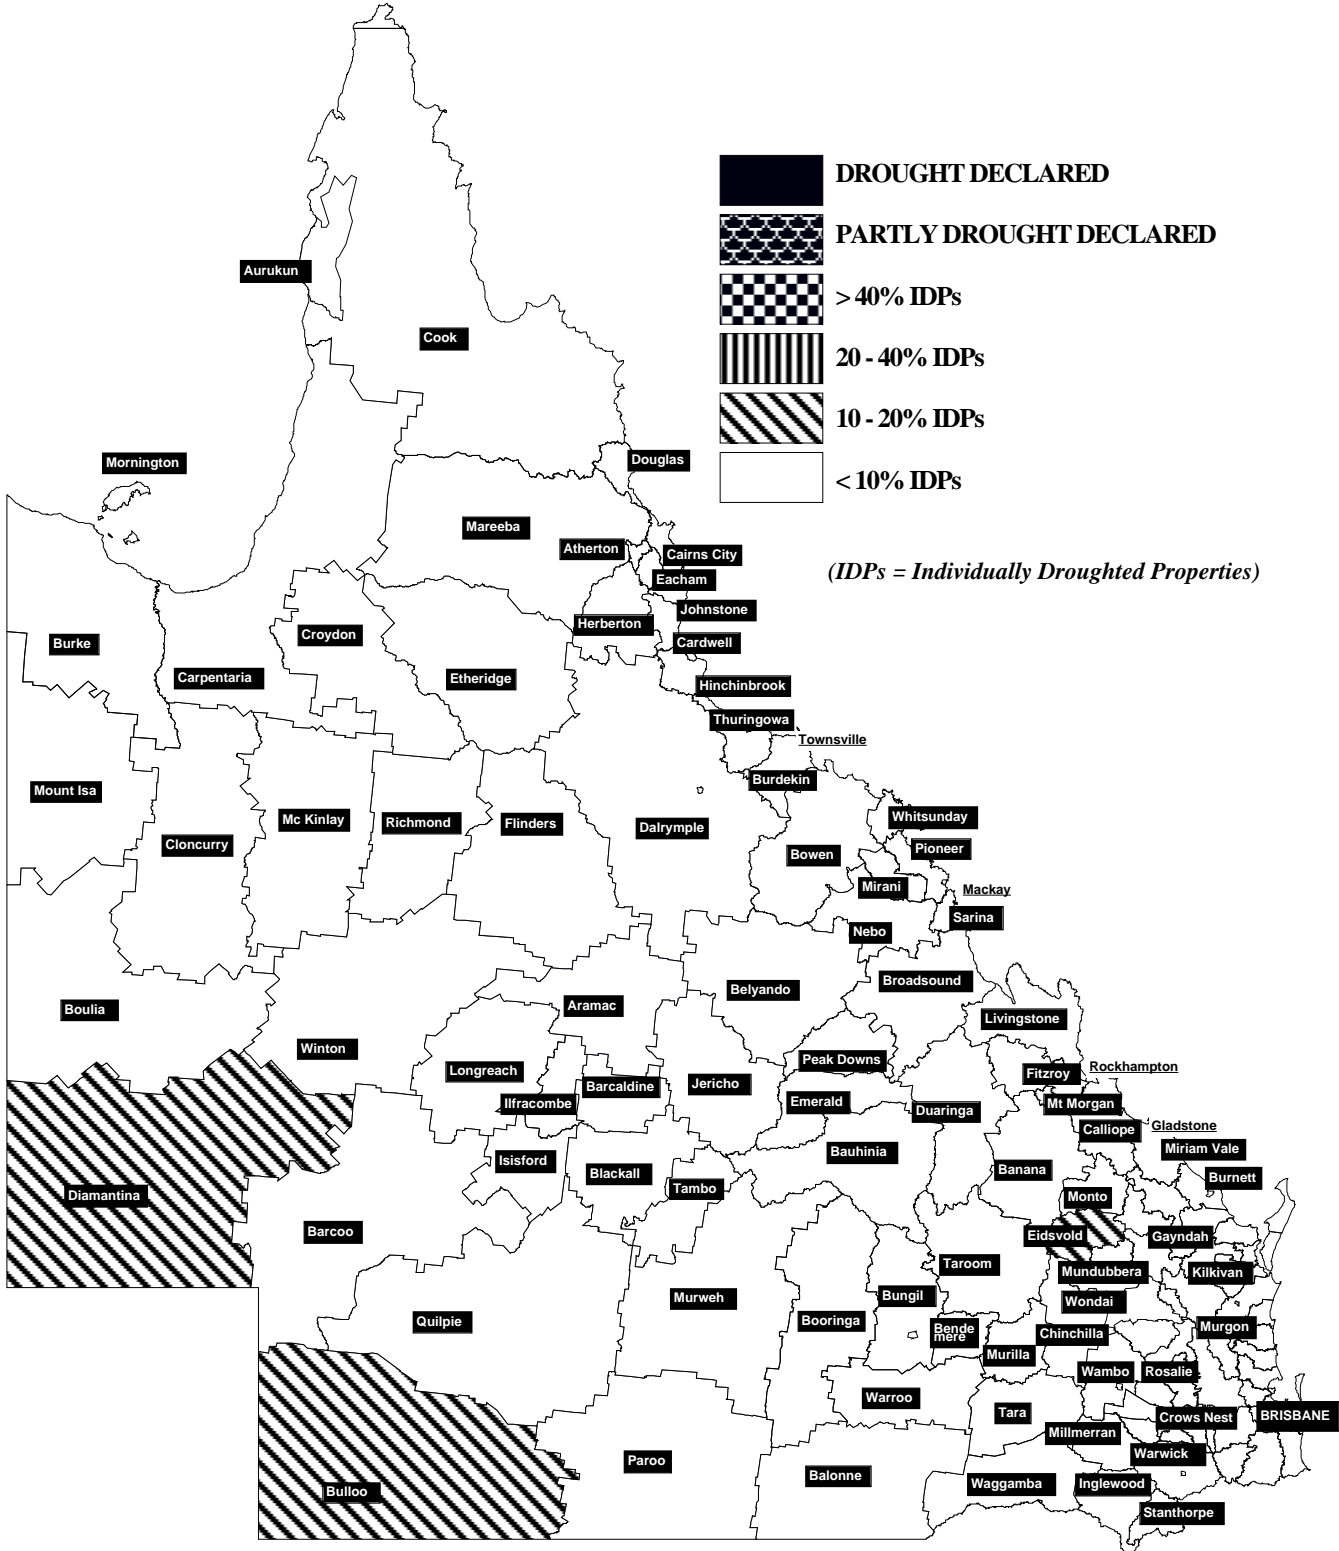 DROUGHT DECLARED
PARTLY DROUGHT DECLARED
> 40% IDPs
20 - 40% IDPs
10 - 20% IDPs
< 10% IDPs
(IDPs = Individually Droughted Properties)
Aurukun
Cook
Mornington
Douglas
Mareeba
Atherton
Cairns City
Eacham
Johnstone
Herberton
Cardwell
Burke
Croydon
Carpentaria
Etheridge
Hinchinbrook
Thuringowa
Townsville
Burdekin
Mount Isa
Cloncurry
Mc Kinlay
Richmond
Flinders
Dalrymple
Whitsunday
Bowen
Pioneer
Mirani
Mackay
Sarina
Nebo
Broadsound
Belyando
Boulia
Aramac
Livingstone
Winton
Longreach
Peak Downs
Rockhampton
Fitzroy
Ilfracombe
Barcaldine
Jericho
Emerald
Duaringa
Mt Morgan
Calliope
Gladstone
Miriam Vale
Bauhinia
Isisford
Blackall
Tambo
Banana
Burnett
Diamantina
Monto
Barcoo
Eidsvold
Gayndah
Taroom
Mundubbera
Kilkivan
Murweh
Bungil
Wondai
Quilpie
Booringa
Bende
mere
Chinchilla
Murgon
Murilla
Wambo
Rosalie
Warroo
Tara
Crows Nest
BRISBANE
Millmerran
Warwick
Paroo
Balonne
Waggamba
Inglewood
Bulloo
Stanthorpe